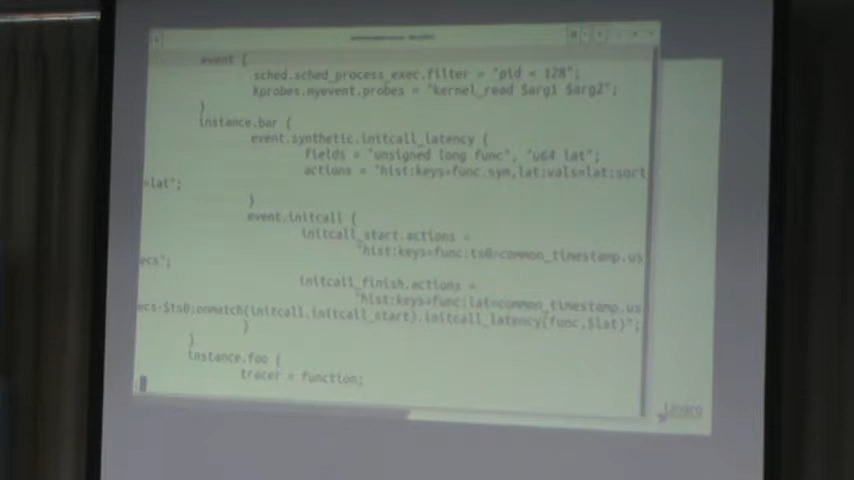 event {
sched.sched_process_exec.filter = "pid < 128";
kprobes.myevent.probes = "kernel_read $arg1 $arg2";
}
instance.bar {
event.synthetic.initcall_latency {
fields = "unsigned long func", "u64 lat";
actions = "hist:keys=func.sym,lat:vals=lat:sort
=lat";
}
event.initcall {
initcall_start.actions =
"hist:keys=func:ts0=common_timestamp.us
ecs";
initcall_finish.actions =
"hist:keys=func:lat=common_timestamp.us
ecs-$ts0:onmatch(initcall.initcall_start).initcall_latency(func,$lat)";
}
}
instance.foo {
tracer = function;
Linaro